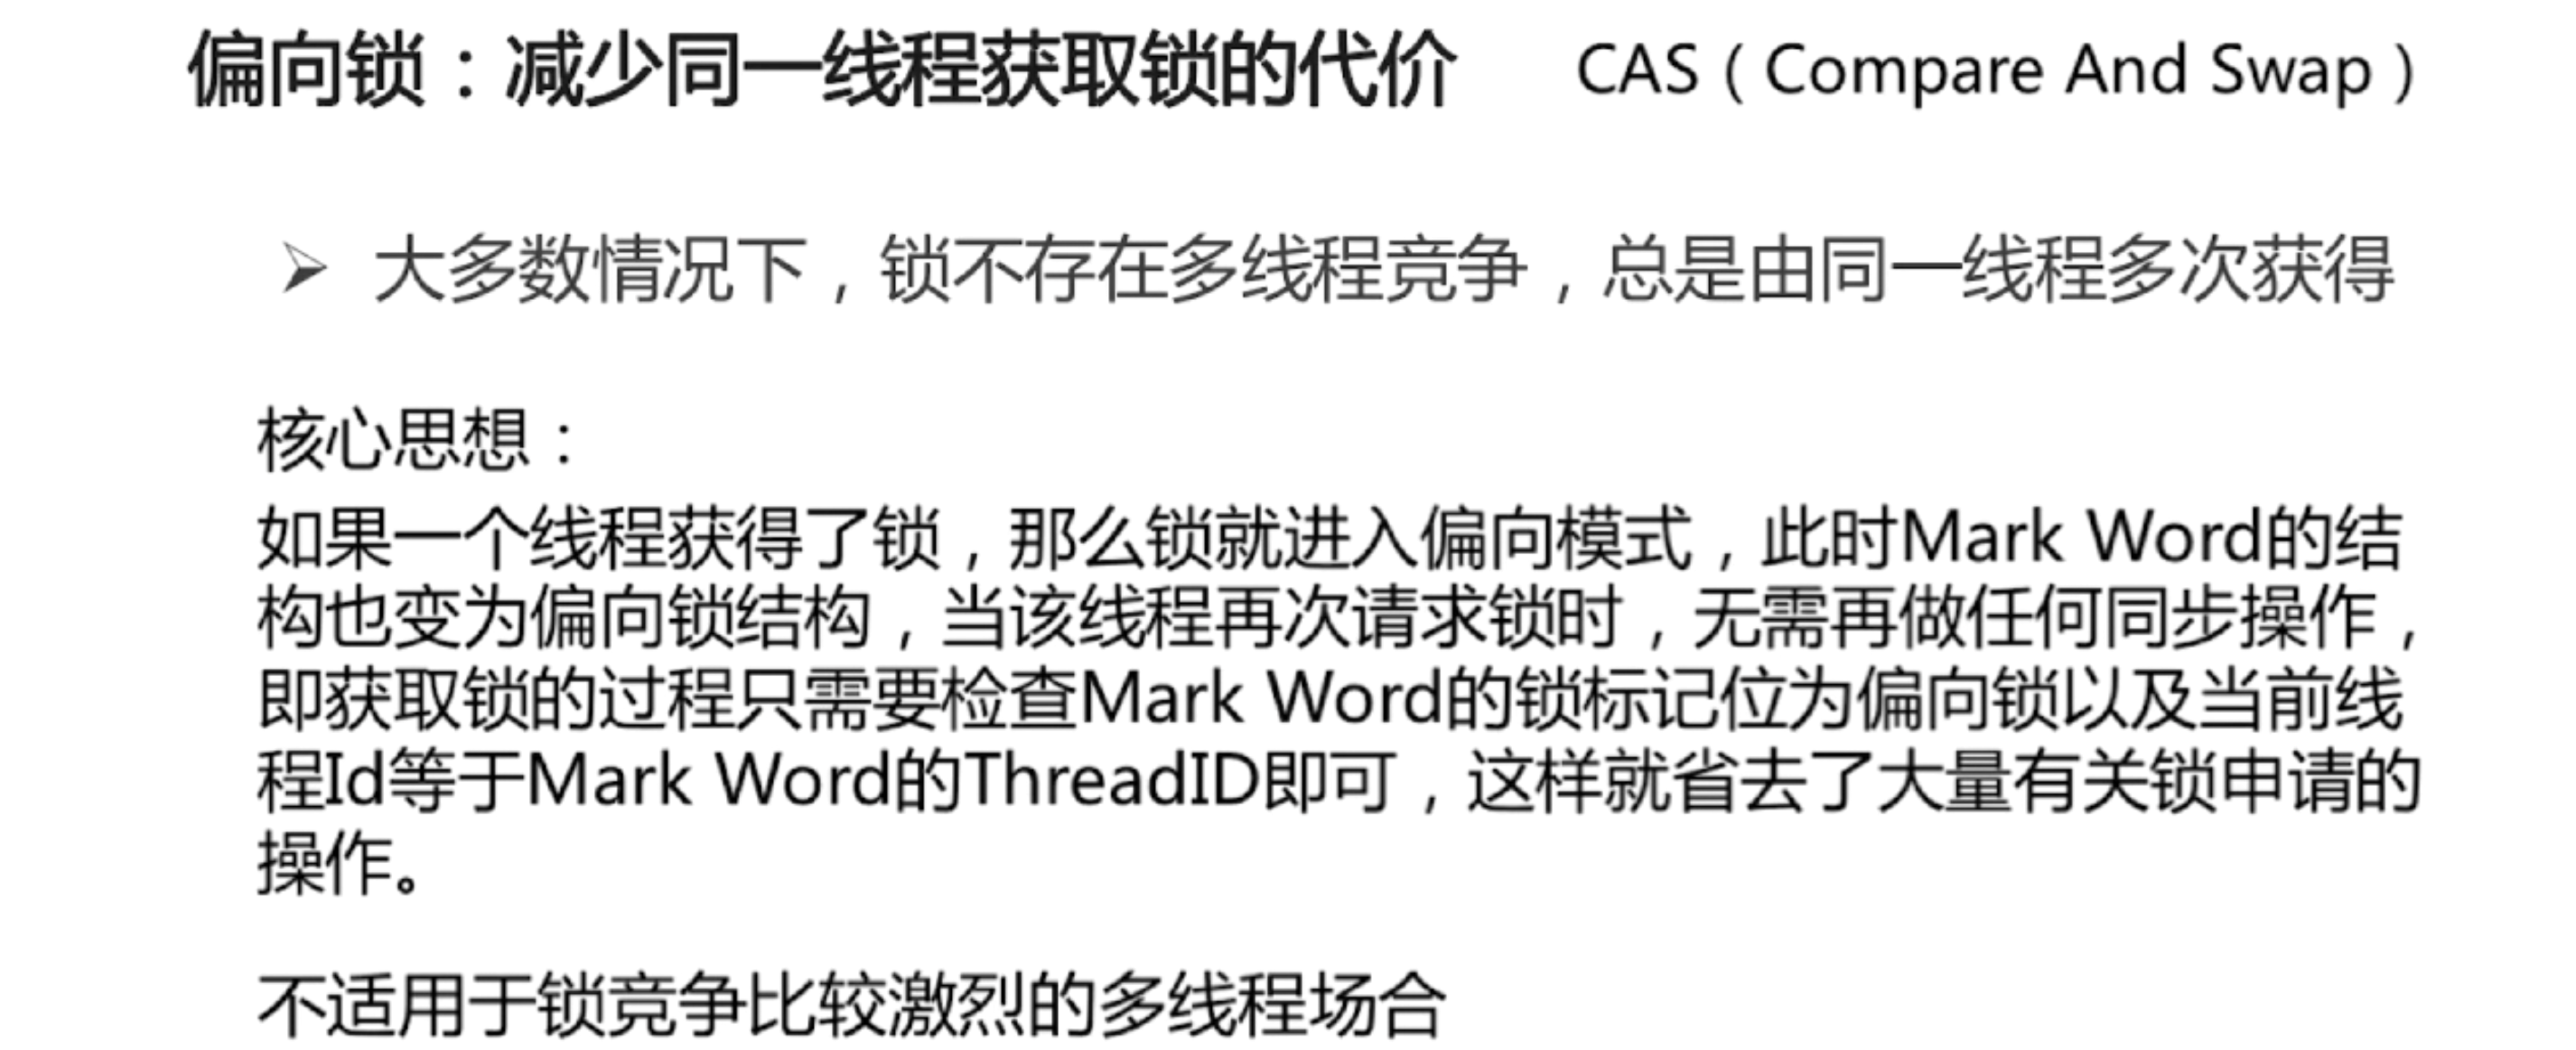 偏向锁：减少同一线程获取锁的代价 CAS（Compare And Swap）
➢ 大多数情况下，锁不存在多线程竞争，总是由同一线程多次获得
核心思想：
如果一个线程获得了锁，那么锁就进入偏向模式，此时Mark Word的结
构也变为偏向锁结构，当该线程再次请求锁时，无需再做任何同步操作，
即获取锁的过程只需要检查Mark Word的锁标记位为偏向锁以及当前线
程Id等于Mark Word的ThreadID即可，这样就省去了大量有关锁申请的
操作。
不适用于锁竞争比较激烈的多线程场合